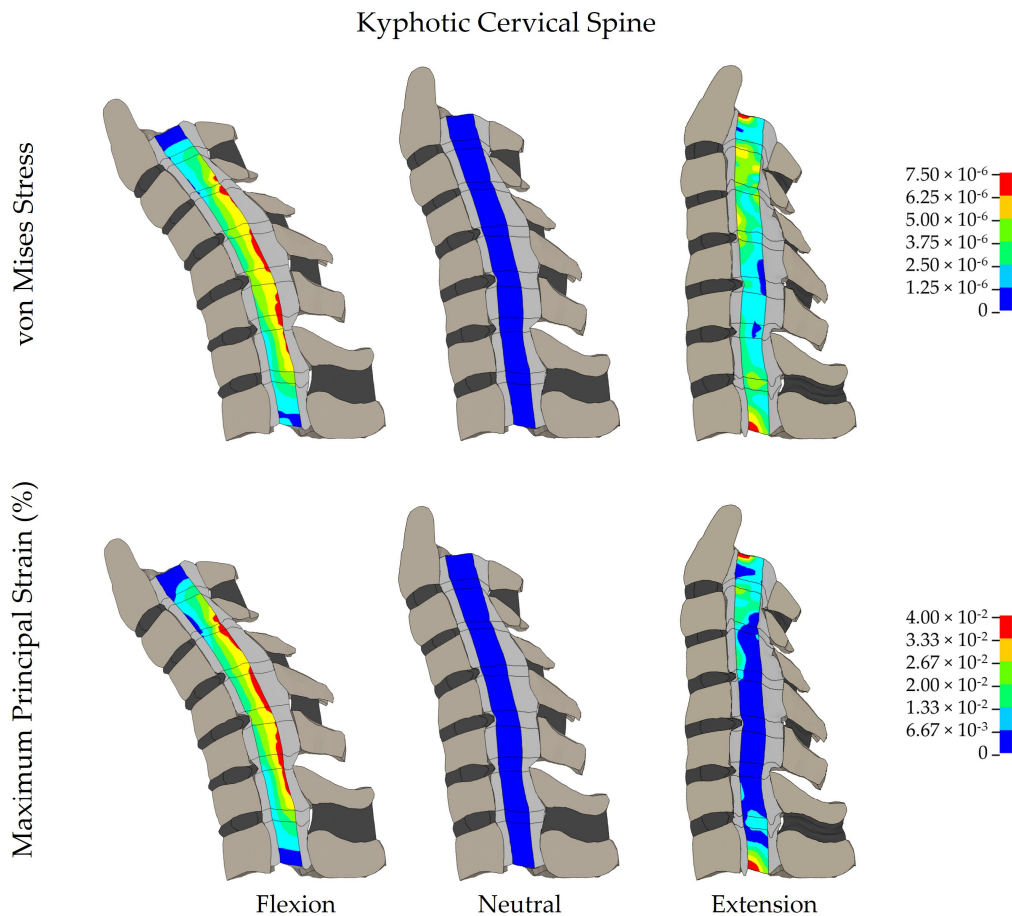 Kyphotic Cervical Spine
von Mises Stress
7.50 × 10⁻⁶
6.25 × 10⁻⁶
5.00 × 10⁻⁶
3.75 × 10⁻⁶
2.50 × 10⁻⁶
1.25 × 10⁻⁶
0
Maximum Principal Strain (%)
4.00 × 10⁻²
3.33 × 10⁻²
2.67 × 10⁻²
2.00 × 10⁻²
1.33 × 10⁻²
6.67 × 10⁻³
0
Flexion Neutral Extension